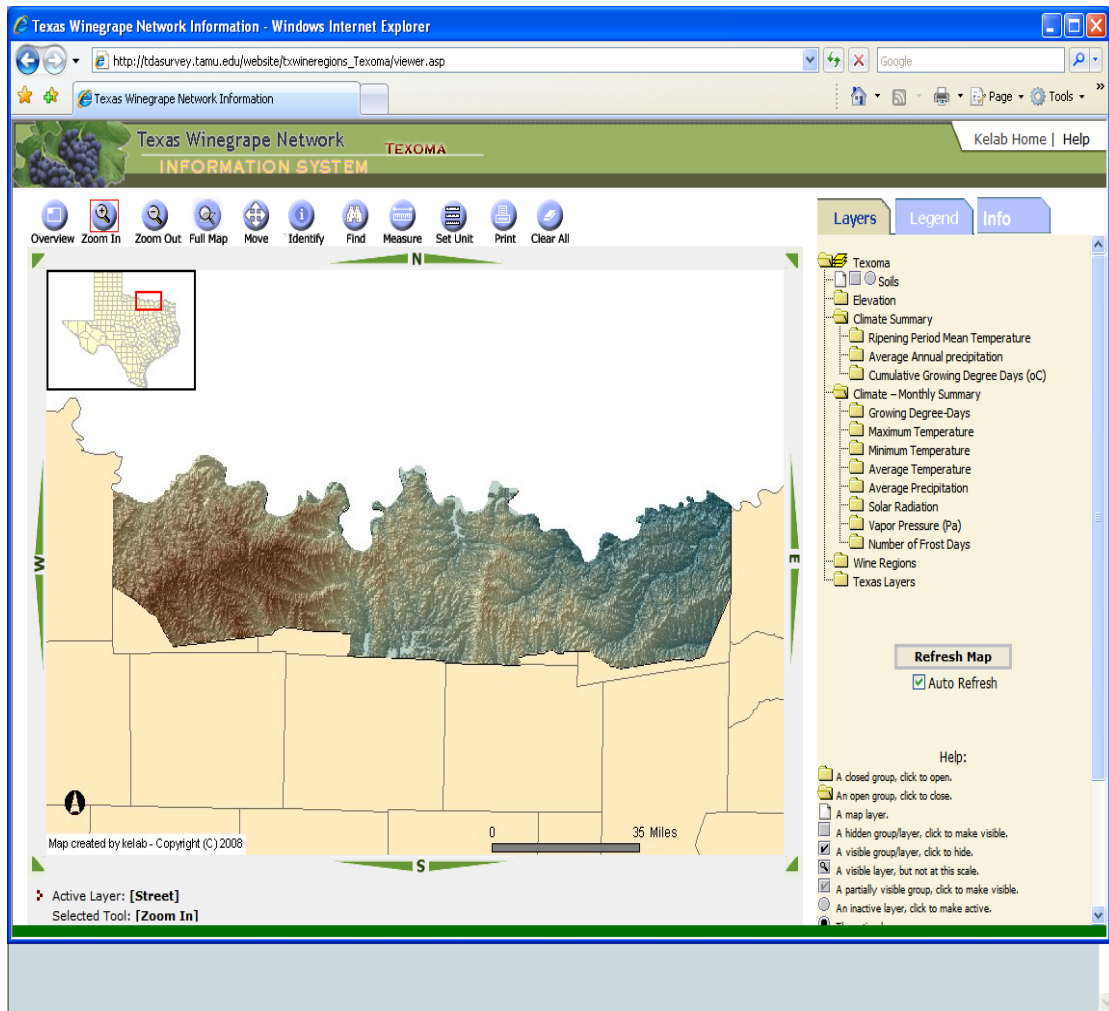 Texas Winegrape Network Information - Windows Internet Explorer
http://tdasurvey.tamu.edu/website/txwineregions_Texoma/viewer.asp
Google
Texas Winegrape Network Information
Page
Tools
»
Texas Winegrape Network
TEXOMA
INFORMATION SYSTEM
Kelab Home | Help
Overview Zoom In Zoom Out Full Map Move Identify Find Measure Set Unit Print Clear All
Layers Legend Info
N
W
E
S
Texoma
Soils
Elevation
Climate Summary
Ripening Period Mean Temperature
Average Annual precipitation
Cumulative Growing Degree Days (oC)
Climate – Monthly Summary
Growing Degree-Days
Maximum Temperature
Minimum Temperature
Average Temperature
Average Precipitation
Solar Radiation
Vapor Pressure (Pa)
Number of Frost Days
Wine Regions
Texas Layers
Refresh Map
Auto Refresh
Help:
A closed group, click to open.
An open group, click to close.
A map layer.
A hidden group/layer, click to make visible.
A visible group/layer, click to hide.
A visible layer, but not at this scale.
A partially visible group, click to make visible.
An inactive layer, click to make active.
0 35 Miles
Map created by kelab - Copyright (C) 2008
Active Layer: [Street]
Selected Tool: [Zoom In]